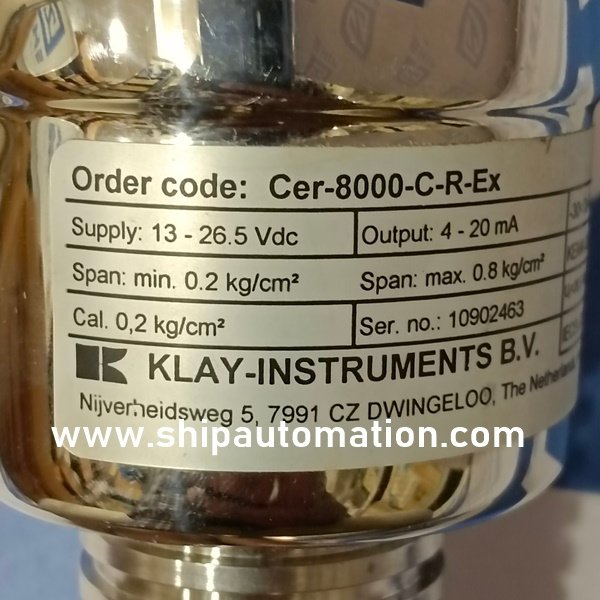 Order code: Cer-8000-C-R-Ex
Supply: 13 - 26.5 Vdc Output: 4 - 20 mA
Span: min. 0.2 kg/cm² Span: max. 0.8 kg/cm²
Cal. 0,2 kg/cm² Ser. no.: 10902463
KLAY-INSTRUMENTS B.V.
Nijverheidsweg 5, 7991 CZ DWINGELOO, The
www.shipautomation.com